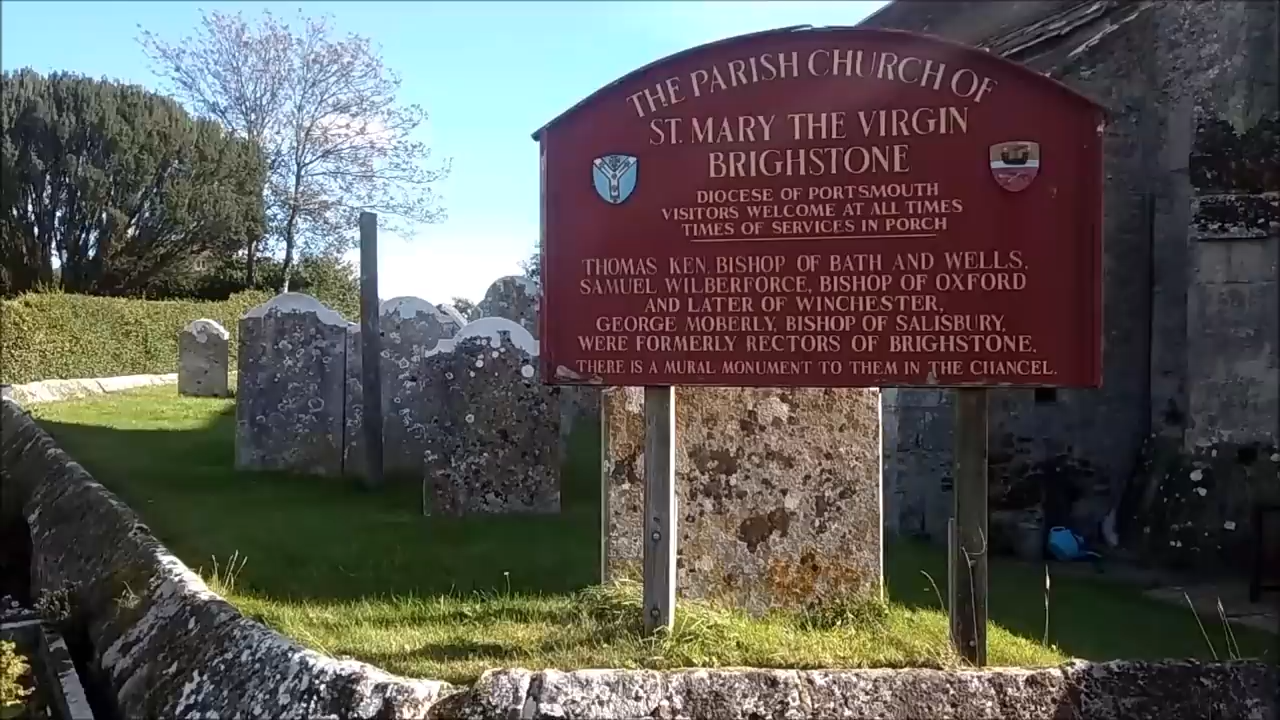 THE PARISH CHURCH OF
ST. MARY THE VIRGIN
BRIGHSTONE
DIOCESE OF PORTSMOUTH
VISITORS WELCOME AT ALL TIMES
TIMES OF SERVICES IN PORCH
THOMAS KEN, BISHOP OF BATH AND WELLS,
SAMUEL WILBERFORCE, BISHOP OF OXFORD
AND LATER OF WINCHESTER,
GEORGE MOBERLY, BISHOP OF SALISBURY,
WERE FORMERLY RECTORS OF BRIGHSTONE.
THERE IS A MURAL MONUMENT TO THEM IN THE CHANCEL.